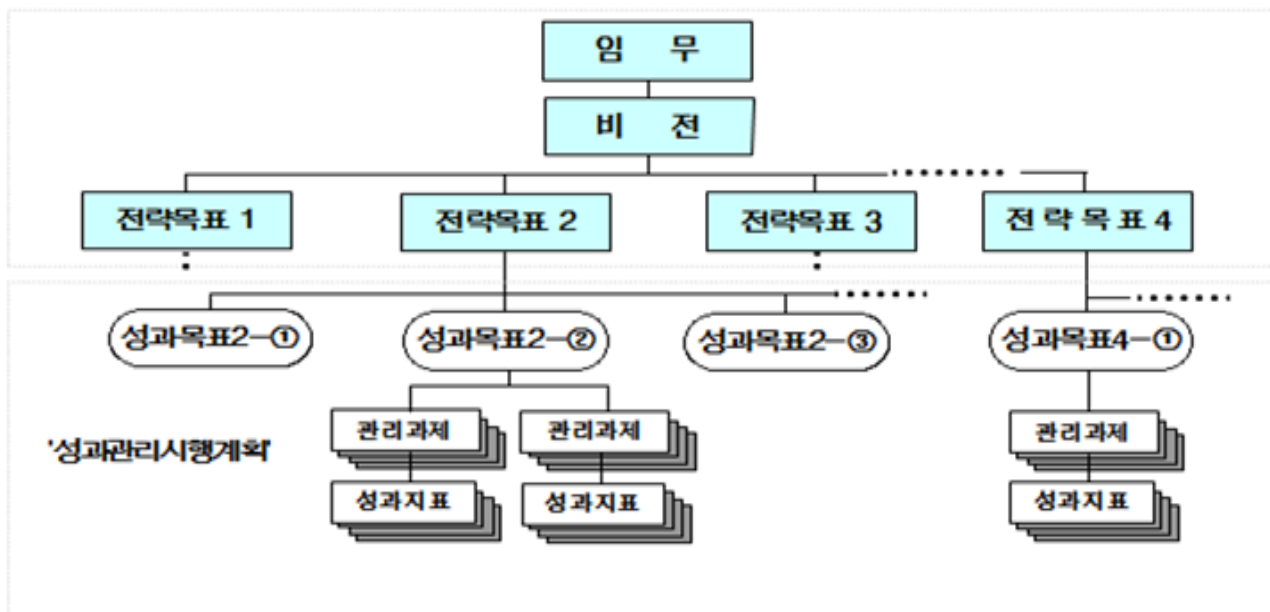 임 무
비 전
전략목표 1
전략목표 2
전략목표 3
전 략 목 표 4
성과목표2-①
성과목표2-②
성과목표2-③
성과목표4-①
'성과관리시행계획'
관리과제
관리과제
관리과제
성과지표
성과지표
성과지표